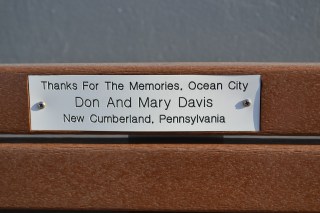 Thanks For The Memories, Ocean City
Don And Mary Davis
New Cumberland, Pennsylvania